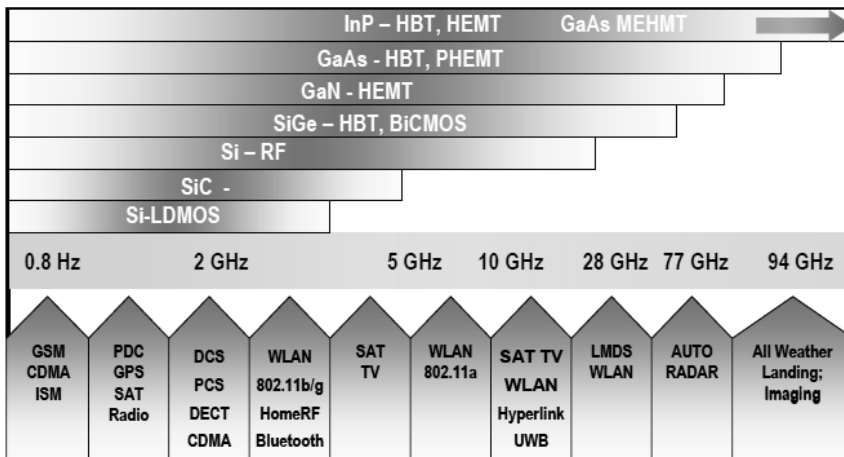 InP – HBT, HEMT GaAs MEHMT
GaAs - HBT, PHEMT
GaN - HEMT
SiGe – HBT, BiCMOS
Si – RF
SiC -
Si-LDMOS
0.8 Hz 2 GHz 5 GHz 10 GHz 28 GHz 77 GHz 94 GHz
GSM
CDMA
ISM
PDC
GPS
SAT
Radio
DCS
PCS
DECT
CDMA
WLAN
802.11b/g
HomeRF
Bluetooth
SAT
TV
WLAN
802.11a
SAT TV
WLAN
Hyperlink
UWB
LMDS
WLAN
AUTO
RADAR
All Weather
Landing;
Imaging